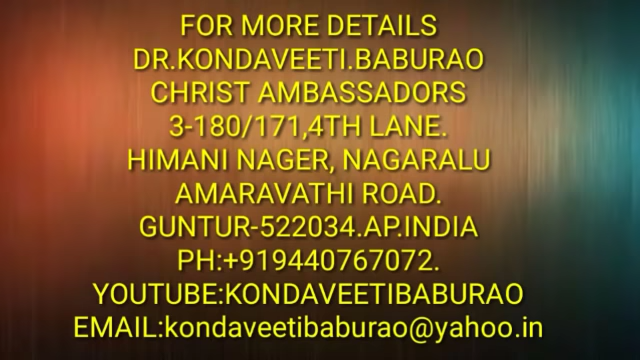 FOR MORE DETAILS
DR.KONDAVEETI.BABURAO
CHRIST AMBASSADORS
3-180/171,4TH LANE.
HIMANI NAGER, NAGARALU
AMARAVATHI ROAD.
GUNTUR-522034.AP.INDIA
PH:+919440767072.
YOUTUBE:KONDAVEETIBABURAO
EMAIL:kondaveetibaburao@yahoo.in